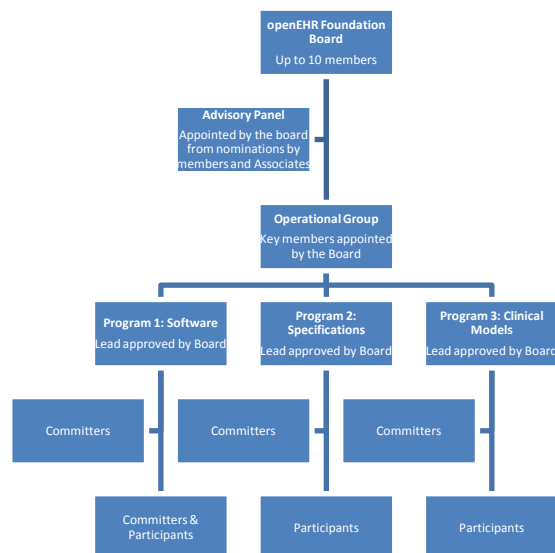 openEHR Foundation
Board
Up to 10 members
Advisory Panel
Appointed by the board
from nominations by
members and Associates
Operational Group
Key members appointed
by the Board
Program 1: Software
Lead approved by Board
Program 2:
Specifications
Lead approved by Board
Program 3: Clinical
Models
Lead approved by Board
Committers
Committers
Committers
Committers &
Participants
Participants
Participants